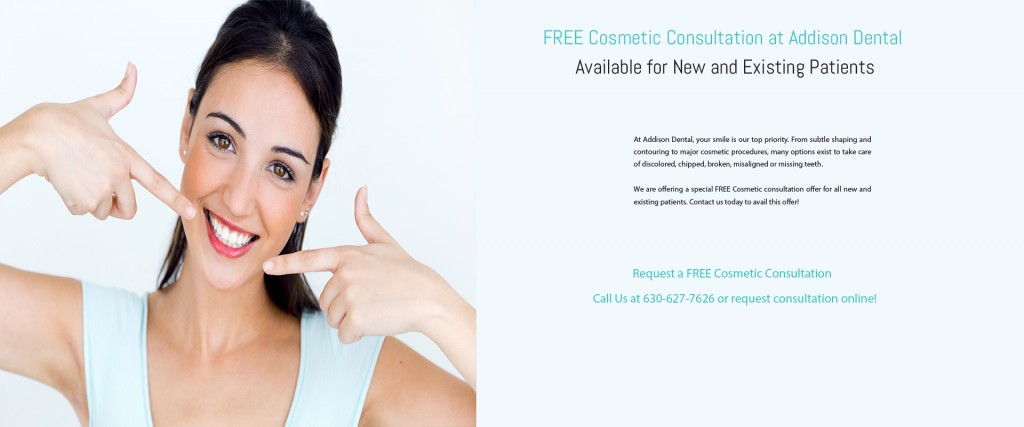 FREE Cosmetic Consultation at Addison Dental
Available for New and Existing Patients
At Addison Dental, your smile is our top priority. From subtle shaping and
contouring to major cosmetic procedures, many options exist to take care
of discolored, chipped, broken, misaligned or missing teeth.
We are offering a special FREE Cosmetic consultation offer for all new and
existing patients. Contact us today to avail this offer!
Request a FREE Cosmetic Consultation
Call Us at 630-627-7626 or request consultation online!